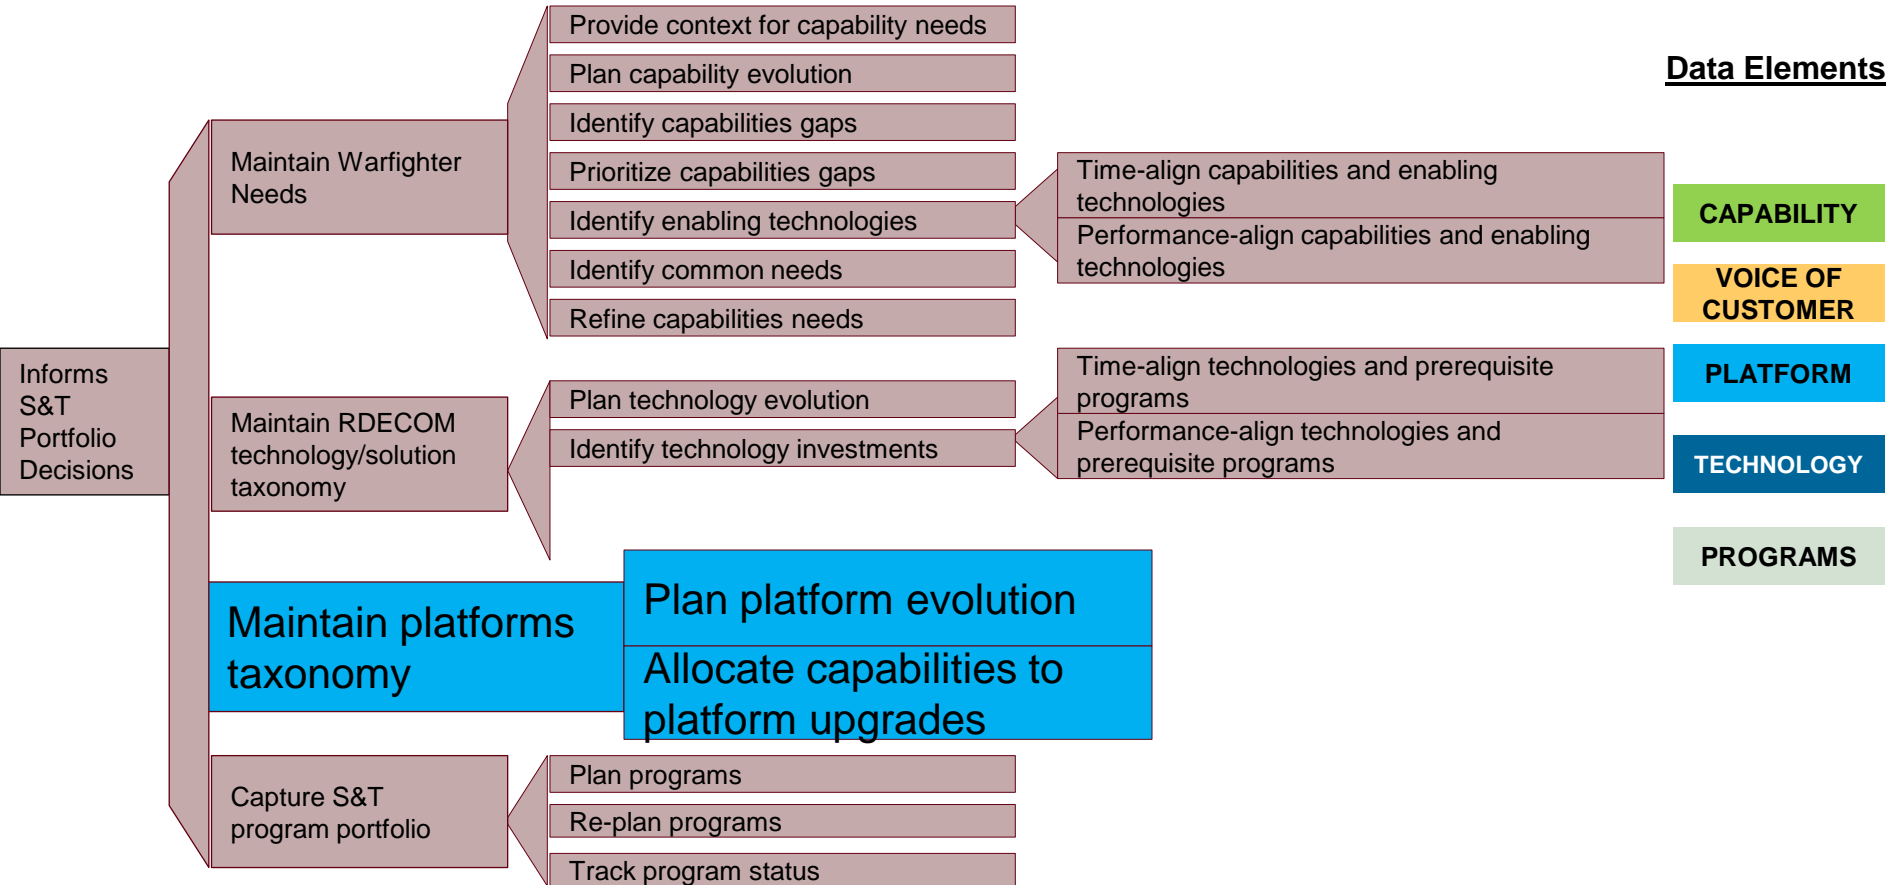 Provide context for capability needs
Plan capability evolution
Identify capabilities gaps
Prioritize capabilities gaps
Identify enabling technologies
Identify common needs
Refine capabilities needs
Maintain Warfighter
Needs
Time-align capabilities and enabling
technologies
Performance-align capabilities and enabling
technologies
Informs
S&T
Portfolio
Decisions
Maintain RDECOM
technology/solution
taxonomy
Plan technology evolution
Identify technology investments
Time-align technologies and prerequisite
programs
Performance-align technologies and
prerequisite programs
Maintain platforms
taxonomy
Plan platform evolution
Allocate capabilities to
platform upgrades
Capture S&T
program portfolio
Plan programs
Re-plan programs
Track program status
Data Elements
CAPABILITY
VOICE OF
CUSTOMER
PLATFORM
TECHNOLOGY
PROGRAMS